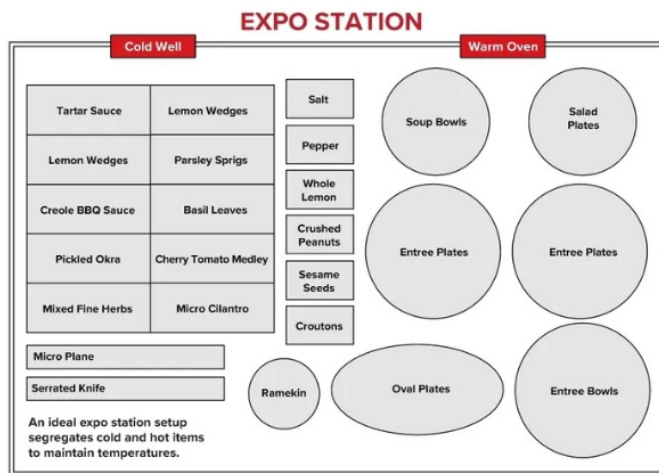 EXPO STATION
Cold Well
Warm Oven
Tartar Sauce
Lemon Wedges
Lemon Wedges
Parsley Sprigs
Creole BBQ Sauce
Basil Leaves
Pickled Okra
Cherry Tomato Medley
Mixed Fine Herbs
Micro Cilantro
Micro Plane
Serrated Knife
An ideal expo station setup
segregates cold and hot items
to maintain temperatures.
Salt
Pepper
Whole
Lemon
Crushed
Peanuts
Sesame
Seeds
Croutons
Soup Bowls
Salad
Plates
Entree Plates
Entree Plates
Ramekin
Oval Plates
Entree Bowls